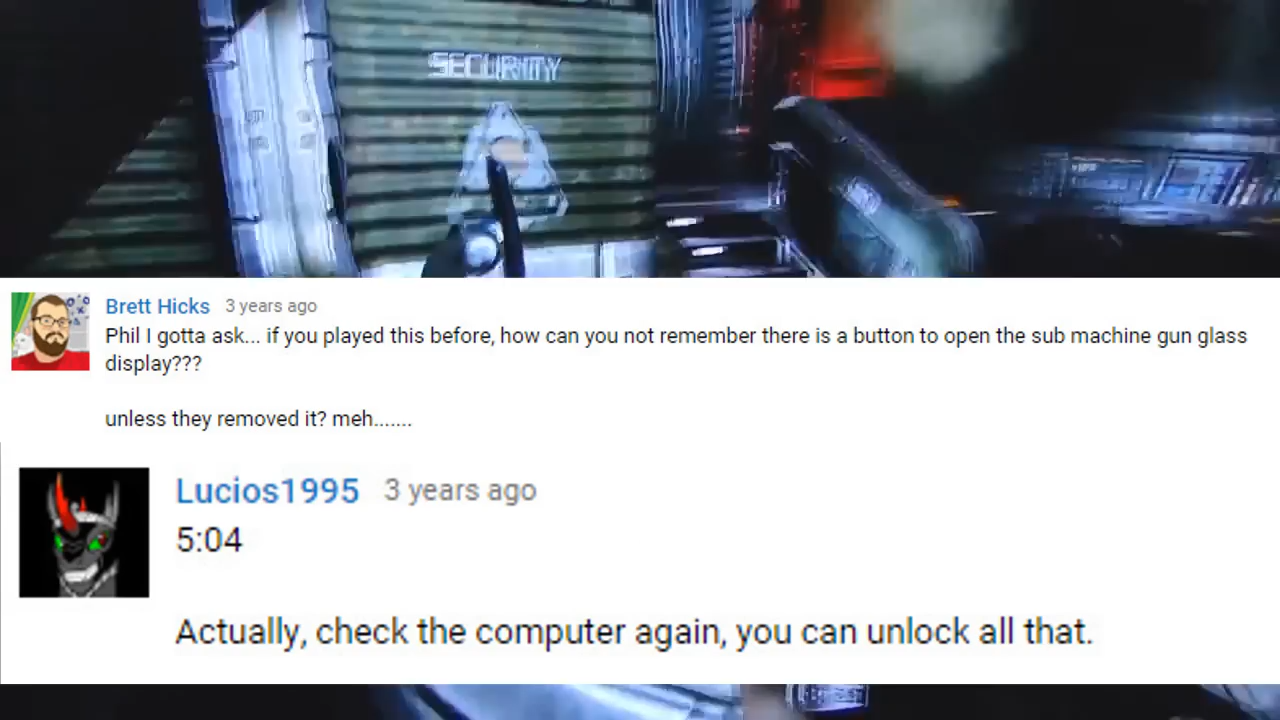 SECURITY
Brett Hicks 3 years ago
Phil I gotta ask... if you played this before, how can you not remember there is a button to open the sub machine gun glass
display???
unless they removed it? meh.......
Lucios1995 3 years ago
5:04
Actually, check the computer again, you can unlock all that.